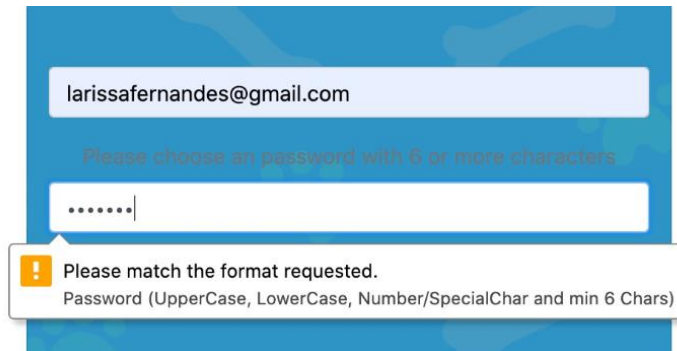 larissafernandes@gmail.com
Please choose an password with 6 or more characters
•••••••
Please match the format requested.
Password (UpperCase, LowerCase, Number/SpecialChar and min 6 Chars)